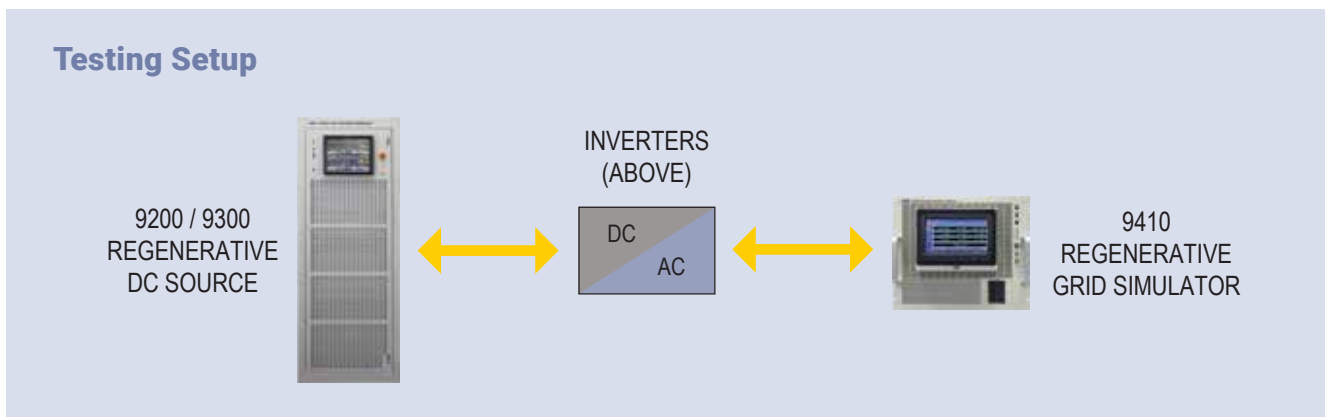 Testing Setup
9200 / 9300
REGENERATIVE
DC SOURCE
INVERTERS
(ABOVE)
DC
AC
9410
REGENERATIVE
GRID SIMULATOR